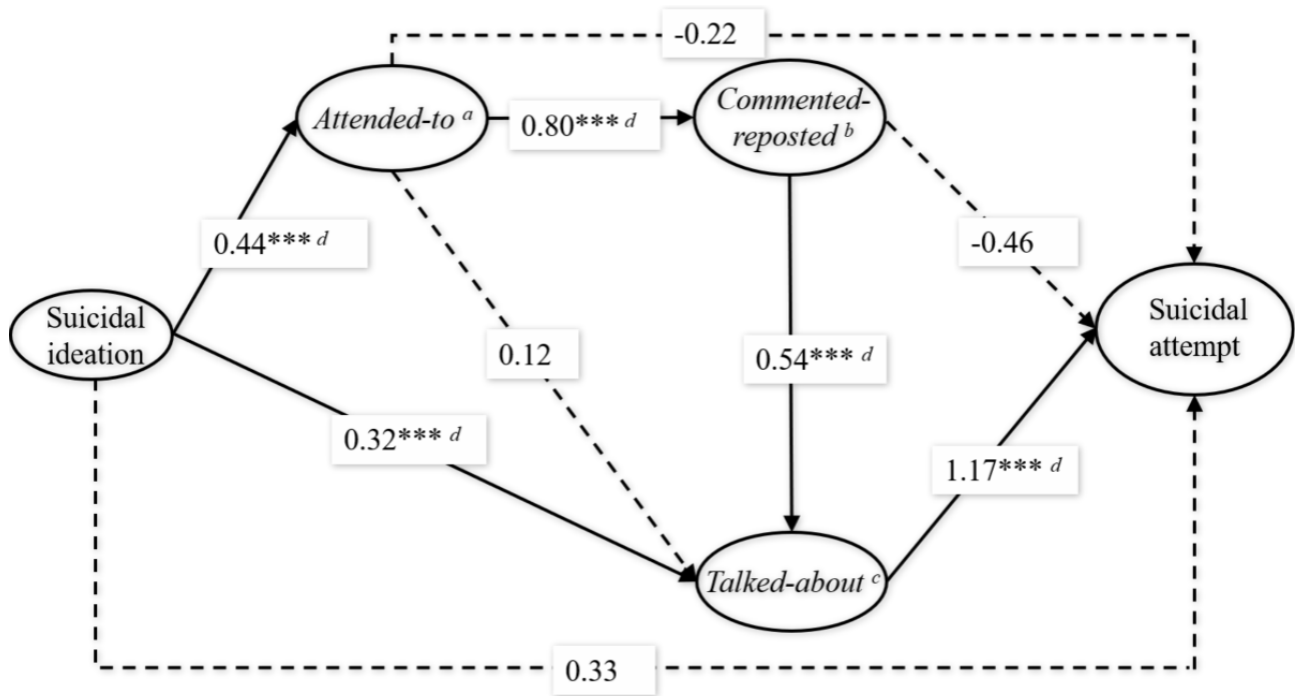 -0.22
Attended-to a
0.80*** d
Commented-
reposted b
0.44*** d
-0.46
Suicidal
ideation
0.12
0.54*** d
Suicidal
attempt
0.32*** d
1.17*** d
Talked-about c
0.33